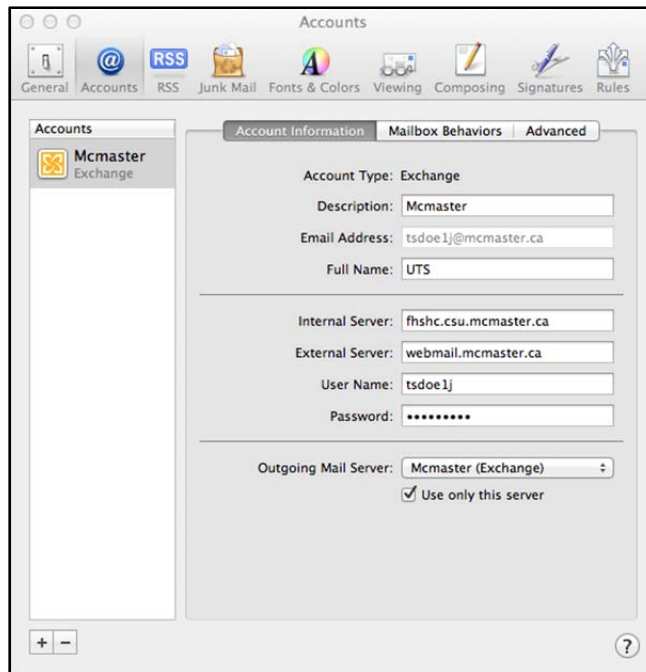 Accounts
General Accounts RSS RSS Junk Mail Fonts & Colors Viewing Composing Signatures Rules
Accounts
Mcmaster
Exchange
Account Information Mailbox Behaviors Advanced
Account Type: Exchange
Description: Mcmaster
Email Address: tsdoe1j@mcmaster.ca
Full Name: UTS
Internal Server: fhshc.csu.mcmaster.ca
External Server: webmail.mcmaster.ca
User Name: tsdoe1j
Password: •••••••••
Outgoing Mail Server: Mcmaster (Exchange)
Use only this server
+ − ?